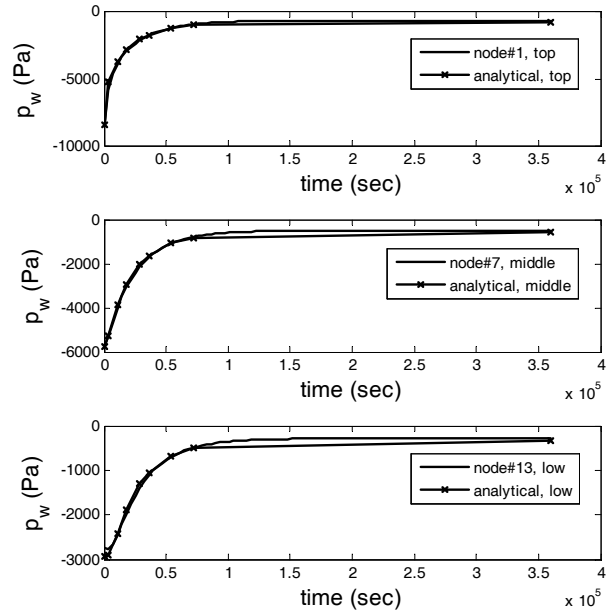 0
-5000
-10000
p_w (Pa)
node#1, top
analytical, top
0 0.5 1 1.5 2 2.5 3 3.5 4
time (sec)
x 10^5
0
-2000
-4000
-6000
p_w (Pa)
node#7, middle
analytical, middle
0 0.5 1 1.5 2 2.5 3 3.5 4
time (sec)
x 10^5
0
-1000
-2000
-3000
p_w (Pa)
node#13, low
analytical, low
0 0.5 1 1.5 2 2.5 3 3.5 4
time (sec)
x 10^5